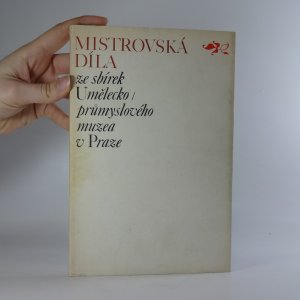 MISTROVSKÁ
DÍLA
ze sbírek
Umělecko/
průmyslového
muzea
v Praze